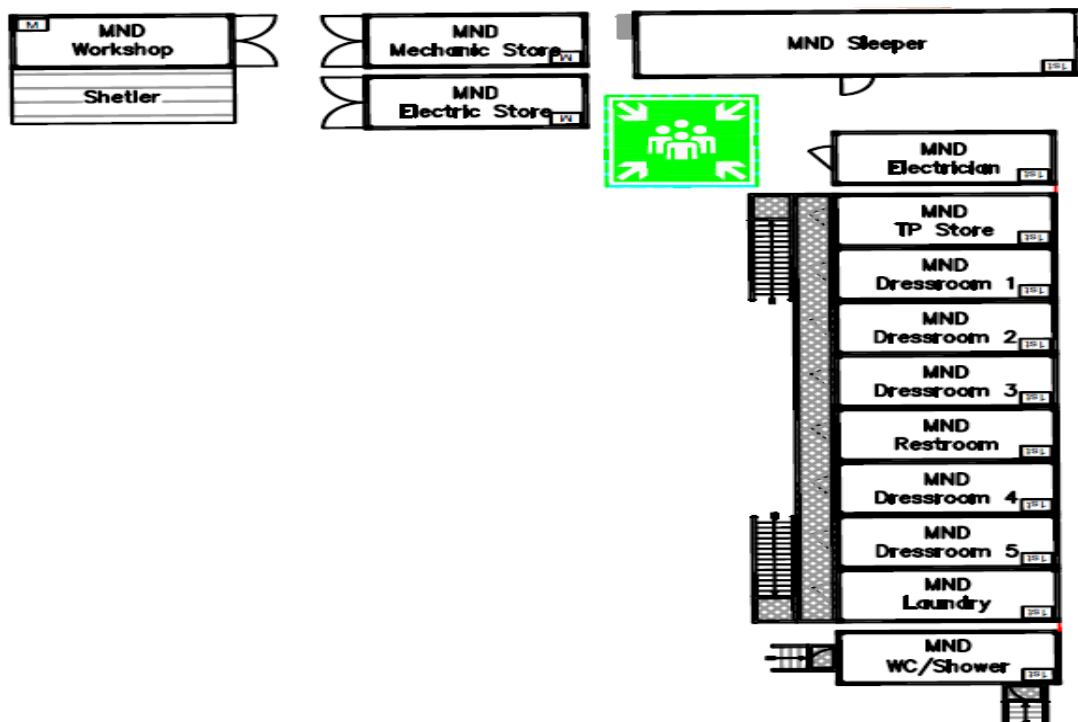 M
MND
Workshop
Shetler
MND
Mechanic Store
M
MND
Electric Store
M
MND Sleeper
1st
MND
Electrician
1st
MND
TP Store
1st
MND
Dressroom 1
1st
MND
Dressroom 2
1st
MND
Dressroom 3
1st
MND
Restroom
1st
MND
Dressroom 4
1st
MND
Dressroom 5
1st
MND
Laundry
1st
MND
WC/Shower
1st